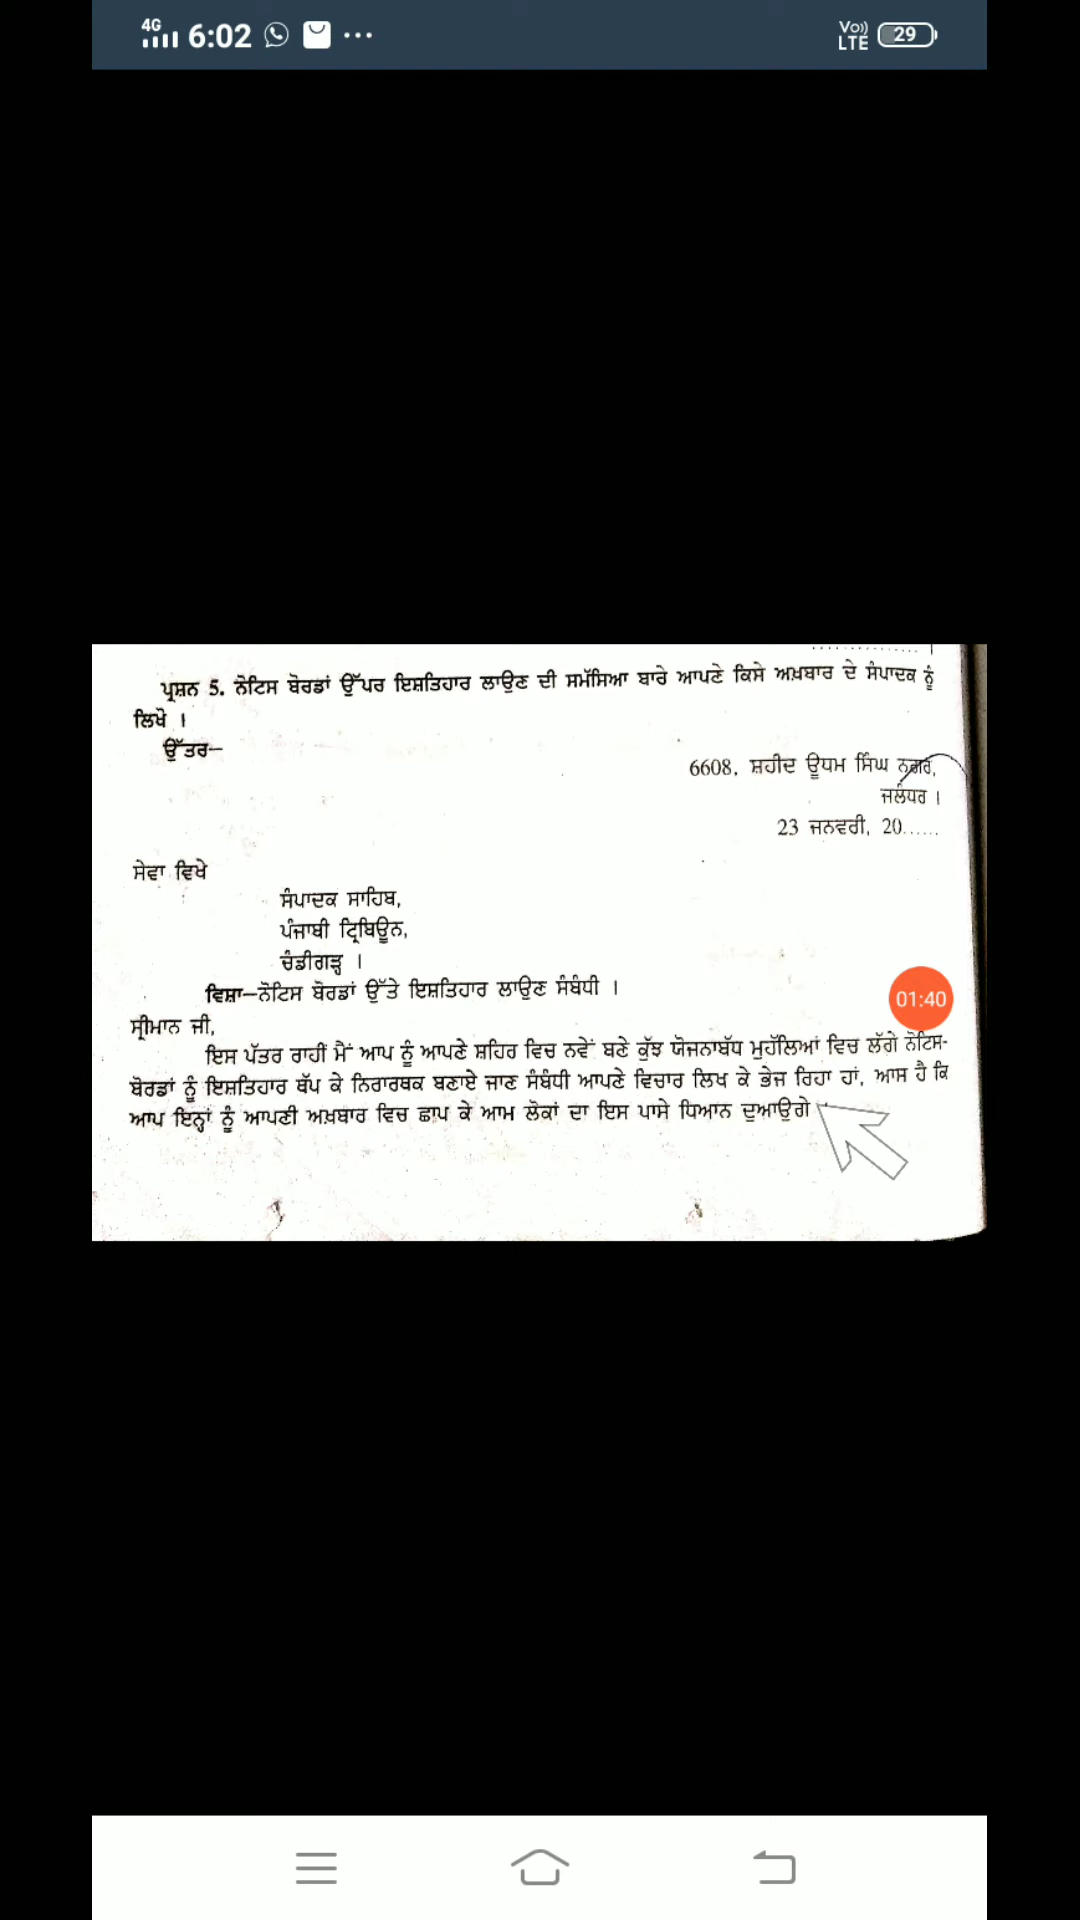 4G 6:02 ... Vo)) LTE 29
ਪ੍ਰਸ਼ਨ 5. ਨੋਟਿਸ ਬੋਰਡਾਂ ਉੱਪਰ ਇਸ਼ਤਿਹਾਰ ਲਾਉਣ ਦੀ ਸਮੱਸਿਆ ਬਾਰੇ ਆਪਣੇ ਕਿਸੇ ਅਖ਼ਬਾਰ ਦੇ ਸੰਪਾਦਕ ਨੂੰ
ਲਿਖੋ ।
ਉੱਤਰ—
6608, ਸ਼ਹੀਦ ਊਧਮ ਸਿੰਘ ਨਗਰ,
ਜਲੰਧਰ ।
23 ਜਨਵਰੀ, 20......
ਸੇਵਾ ਵਿਖੇ
ਸੰਪਾਦਕ ਸਾਹਿਬ,
ਪੰਜਾਬੀ ਟ੍ਰਿਬਿਊਨ,
ਚੰਡੀਗੜ੍ਹ ।
ਵਿਸ਼ਾ—ਨੋਟਿਸ ਬੋਰਡਾਂ ਉੱਤੇ ਇਸ਼ਤਿਹਾਰ ਲਾਉਣ ਸੰਬੰਧੀ ।
01:40
ਸ੍ਰੀਮਾਨ ਜੀ,
ਇਸ ਪੱਤਰ ਰਾਹੀਂ ਮੈਂ ਆਪ ਨੂੰ ਆਪਣੇ ਸ਼ਹਿਰ ਵਿਚ ਨਵੇਂ ਬਣੇ ਕੁੱਝ ਯੋਜਨਾਬੱਧ ਮੁਹੱਲਿਆਂ ਵਿਚ ਲੱਗੇ ਨੋਟਿਸ-
ਬੋਰਡਾਂ ਨੂੰ ਇਸ਼ਤਿਹਾਰ ਥੱਪ ਕੇ ਨਿਰਾਰਥਕ ਬਣਾਏ ਜਾਣ ਸੰਬੰਧੀ ਆਪਣੇ ਵਿਚਾਰ ਲਿਖ ਕੇ ਭੇਜ ਰਿਹਾ ਹਾਂ, ਆਸ ਹੈ ਕਿ
ਆਪ ਇਨ੍ਹਾਂ ਨੂੰ ਆਪਣੀ ਅਖ਼ਬਾਰ ਵਿਚ ਛਾਪ ਕੇ ਆਮ ਲੋਕਾਂ ਦਾ ਇਸ ਪਾਸੇ ਧਿਆਨ ਦੁਆਉਗੇ